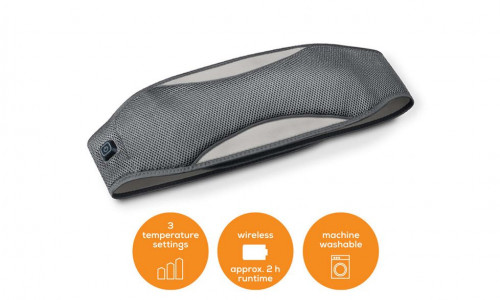 3
temperature
settings
wireless
approx. 2 h
runtime
machine
washable